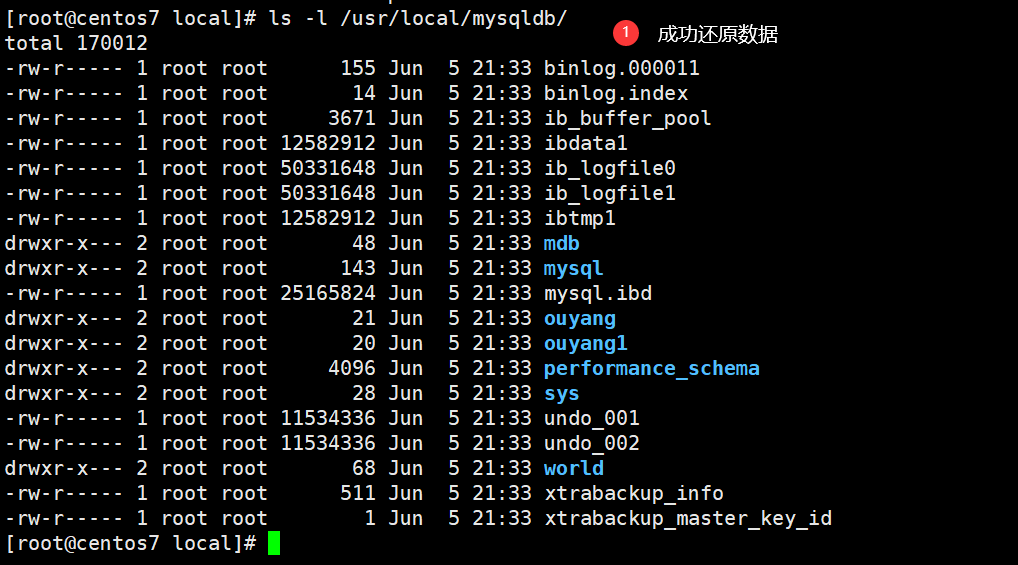 [root@centos7 local]# ls -l /usr/local/mysqldb/
1 成功还原数据
total 170012
-rw-r----- 1 root root      155 Jun  5 21:33 binlog.000011
-rw-r----- 1 root root       14 Jun  5 21:33 binlog.index
-rw-r----- 1 root root     3671 Jun  5 21:33 ib_buffer_pool
-rw-r----- 1 root root 12582912 Jun  5 21:33 ibdata1
-rw-r----- 1 root root 50331648 Jun  5 21:33 ib_logfile0
-rw-r----- 1 root root 50331648 Jun  5 21:33 ib_logfile1
-rw-r----- 1 root root 12582912 Jun  5 21:33 ibtmp1
drwxr-x--- 2 root root       48 Jun  5 21:33 mdb
drwxr-x--- 2 root root      143 Jun  5 21:33 mysql
-rw-r----- 1 root root 25165824 Jun  5 21:33 mysql.ibd
drwxr-x--- 2 root root       21 Jun  5 21:33 ouyang
drwxr-x--- 2 root root       20 Jun  5 21:33 ouyang1
drwxr-x--- 2 root root     4096 Jun  5 21:33 performance_schema
drwxr-x--- 2 root root       28 Jun  5 21:33 sys
-rw-r----- 1 root root 11534336 Jun  5 21:33 undo_001
-rw-r----- 1 root root 11534336 Jun  5 21:33 undo_002
drwxr-x--- 2 root root       68 Jun  5 21:33 world
-rw-r----- 1 root root      511 Jun  5 21:33 xtrabackup_info
-rw-r----- 1 root root        1 Jun  5 21:33 xtrabackup_master_key_id
[root@centos7 local]#